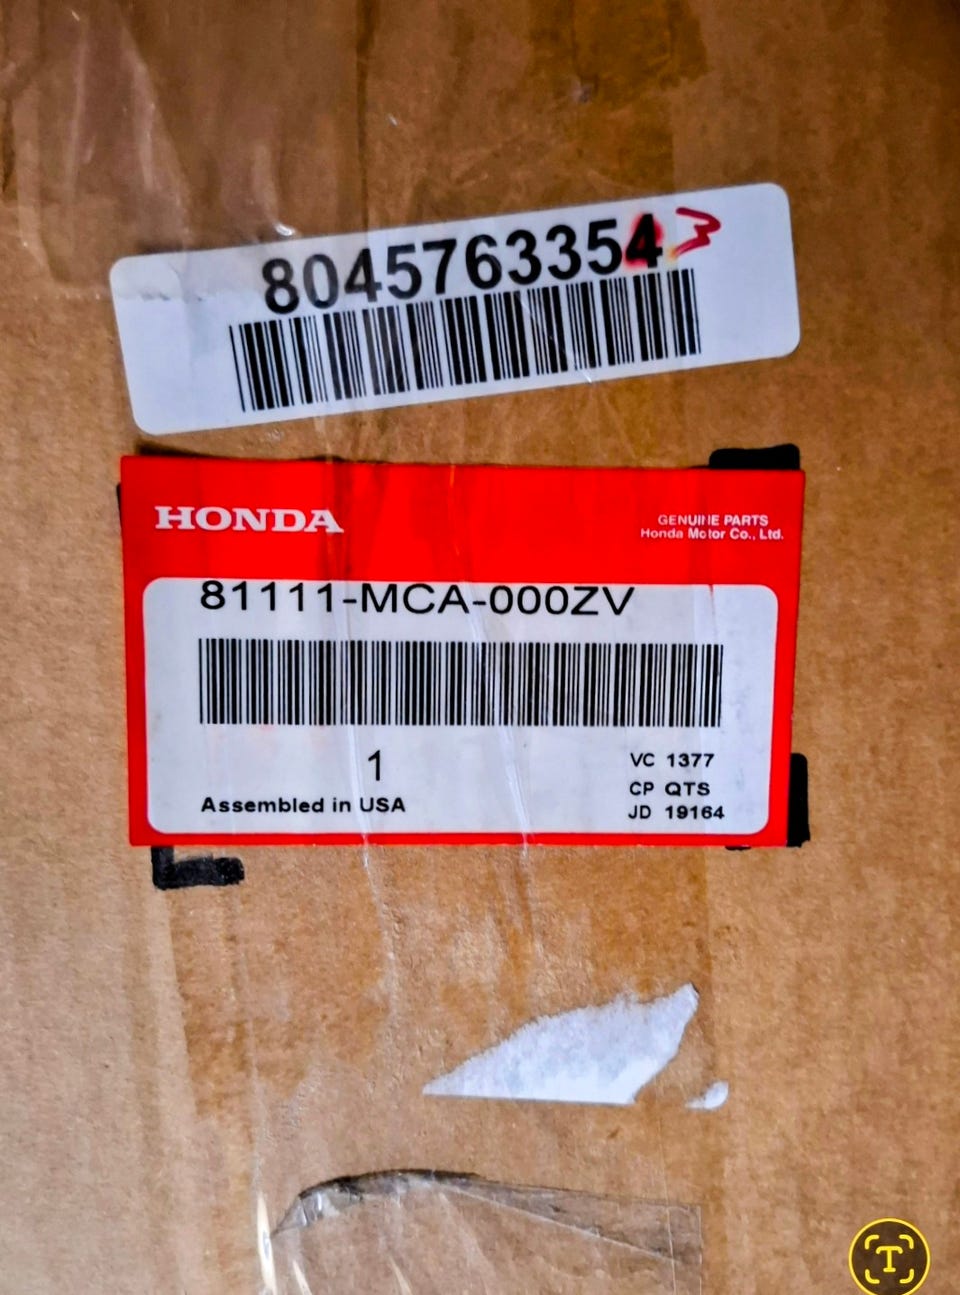 8045763354 3
HONDA
GENUINE PARTS
Honda Motor Co., Ltd.
81111-MCA-000ZV
1
Assembled in USA
VC 1377
CP QTS
JD 19164
T